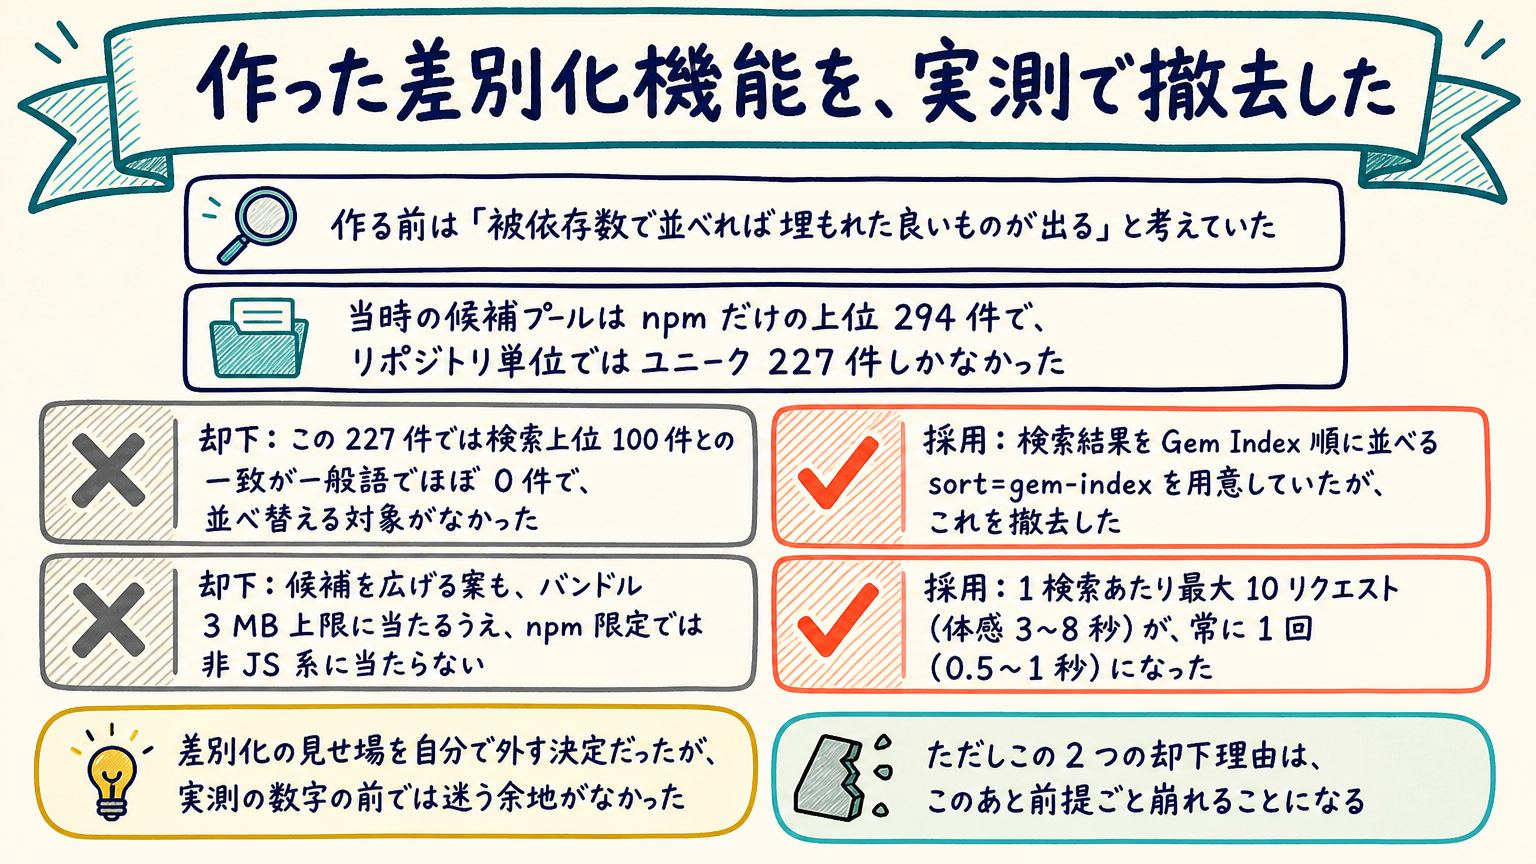 作った差別化機能を、実測で撤去した
作る前は「被依存数で並べれば埋もれた良いものが出る」と考えていた
当時の候補プールは npm だけの上位 294 件で、
リポジトリ単位では ユニーク 227 件しかなかった
却下：この 227 件では検索上位 100 件との
一致が一般語でほぼ 0 件で、
並べ替える対象がなかった
採用：検索結果を Gem Index 順に並べる
sort=gem-index を用意していたが、
これを撤去した
却下：候補を広げる案も、バンドル
3 MB 上限に当たるうえ、npm 限定では
非 JS 系に当たらない
採用：1 検索あたり最大 10 リクエスト
（体感 3〜8 秒）が、常に 1 回
（0.5〜1 秒）になった
差別化の見せ場を自分で外す決定だったが、
実測の数字の前では迷う余地がなかった
ただしこの 2 つの却下理由は、
このあと前提ごと崩れることになる